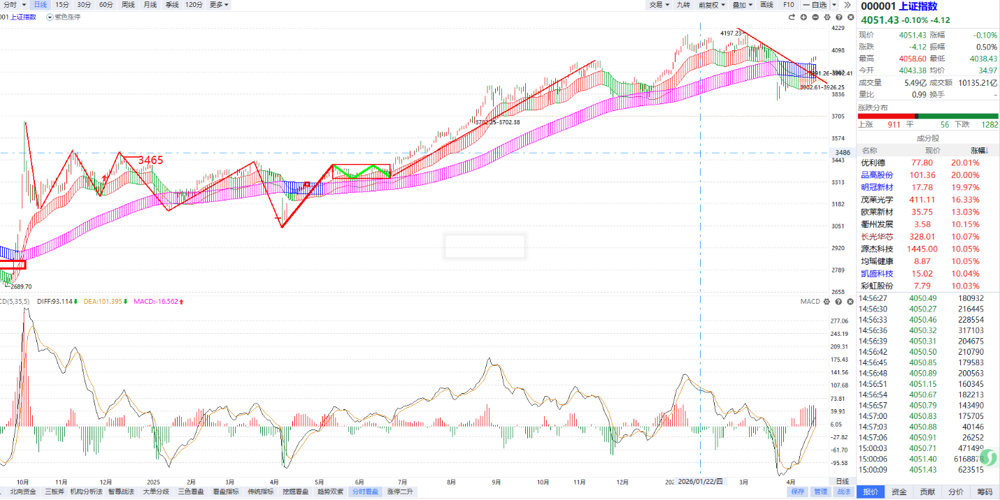 分时 日线 15分 30分 60分 周线 月线 季线 120分 更多 交易 九转 前复权 叠加 画线 F10 一 自选
001 上证指数 紫色涨停
000001 上证指数
4051.43 -0.10% -4.12
现价 4051.43 涨幅 -0.10%
涨跌 -4.12 振幅 0.50%
最高 4058.60 最低 4038.43
今开 4043.38 均价 34.97
成交量 5.49亿 成交额 10135.21亿
量比 0.99 换手 -
涨跌分布
上涨 911 平 56 下跌 1282
成分股
名称 现价 涨幅↓
优利德 77.80 20.01%
品高股份 101.36 20.00%
明冠新材 17.78 19.97%
茂莱光学 411.11 16.33%
欧莱新材 35.75 13.03%
衢州发展 3.58 10.15%
长光华芯 328.01 10.07%
源杰科技 1445.00 10.05%
均瑶健康 8.87 10.05%
凯盛科技 15.02 10.04%
彩虹股份 7.79 10.03%
14:56:27 4050.49 180932
14:56:30 4050.27 216445
14:56:33 4050.46 228554
14:56:36 4050.32 317103
14:56:39 4050.31 204675
14:56:42 4050.50 210790
14:56:45 4050.85 179583
14:56:48 4050.89 200563
14:56:51 4051.15 160345
14:56:54 4050.67 182213
14:56:57 4050.79 143490
14:57:00 4050.83 175705
14:57:03 4050.88 40146
14:57:06 4050.91 26252
15:00:03 4050.71 471499
15:00:06 4051.40 6168878
15:00:09 4051.43 623515
报价 资金 贡献 分价 筹码
4229
4098
3967
3836
3705
3574
3486
3443
3313
3182
3051
2920
2789
2658
4197.23
3902.61-3926.25
3702.25-3702.38
3465
2689.70
CD(5,35,5) DIFF:93.114 DEA:101.395 MACD:-16.562
MACD
277.06
243.19
209.31
175.43
141.56
107.68
73.81
39.93
6.05
-27.82
-61.70
-95.58
10月 11月 12月 2025 2月 3月 4月 5月 6月 7月 8月 9月 10月 11月 12月 202 2026/01/22/四 3月 4月 日线
北向资金 三板斧 机构分析法 智尊战法 大单分歧 三色看盘 看盘指标 传统指标 挖掘看盘 趋势双紫 分时看盘 涨停二升 保存 管理 战法